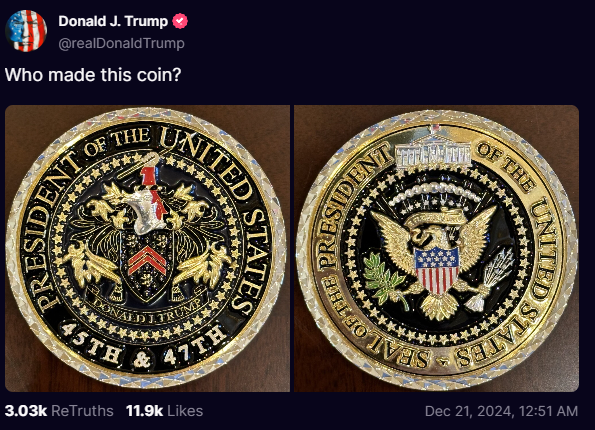 Donald J. Trump
@realDonaldTrump
Who made this coin?
PRESIDENT OF THE UNITED STATES
DONALD J. TRUMP
45TH & 47TH
SEAL OF THE PRESIDENT OF THE UNITED STATES
3.03k ReTruths 11.9k Likes Dec 21, 2024, 12:51 AM